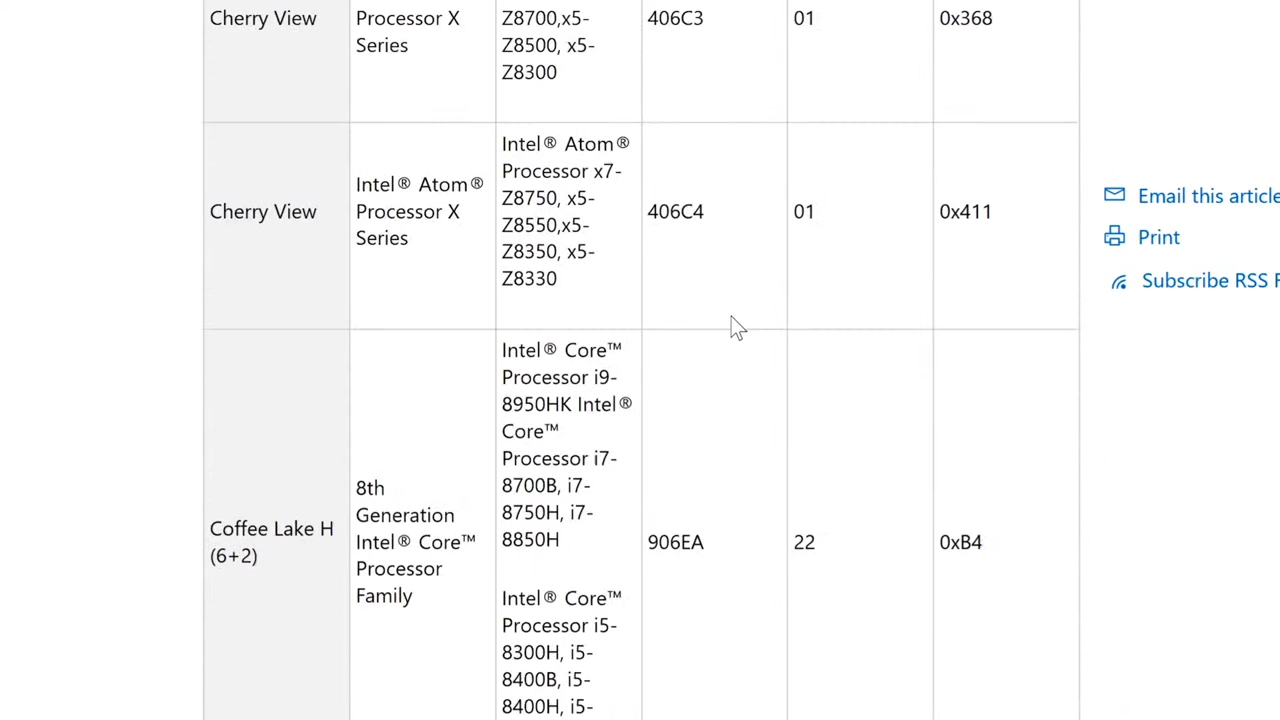 Cherry View
Processor X
Series
Z8700,x5-
Z8500, x5-
Z8300
406C3
01
0x368
Cherry View
Intel® Atom®
Processor X
Series
Intel® Atom®
Processor x7-
Z8750, x5-
Z8550,x5-
Z8350, x5-
Z8330
406C4
01
0x411
Coffee Lake H
(6+2)
8th
Generation
Intel® Core™
Processor
Family
Intel® Core™
Processor i9-
8950HK Intel®
Core™
Processor i7-
8700B, i7-
8750H, i7-
8850H
Intel® Core™
Processor i5-
8300H, i5-
8400B, i5-
8400H, i5-
906EA
22
0xB4
Email this article
Print
Subscribe RSS F